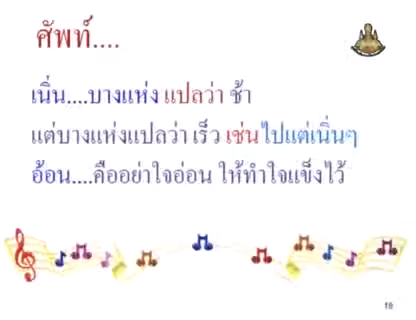 ศัพท์....
เนิ่น....บางแห่ง แปลว่า ช้า
แต่บางแห่งแปลว่า เร็ว เช่น ไปแต่เนิ่นๆ
อ้อน....คืออย่าใจอ่อน ให้ทำใจแข็งไว้
19